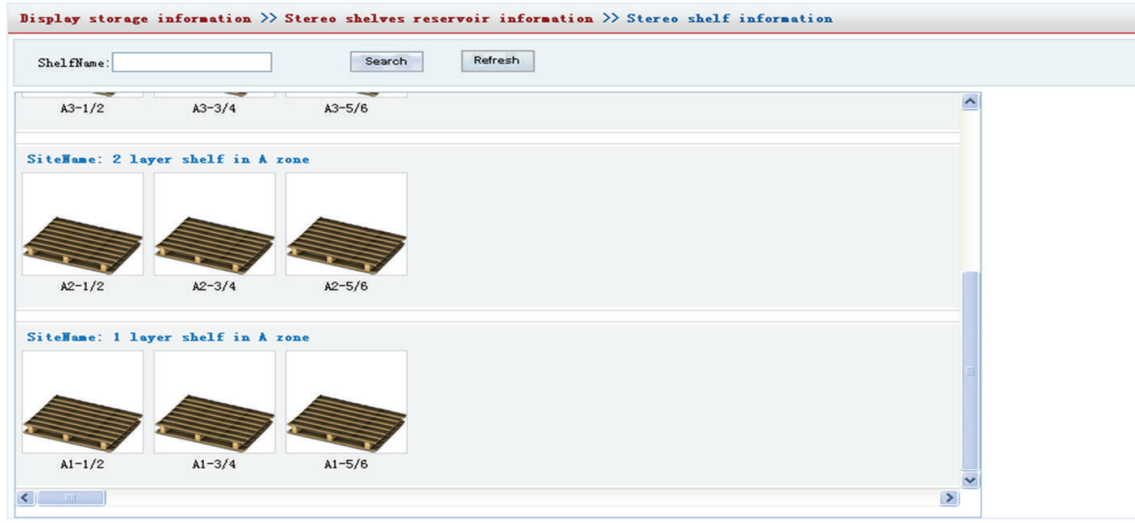 Display storage information >> Stereo shelves reservoir information >> Stereo shelf information
ShelfName: Search Refresh
A3-1/2 A3-3/4 A3-5/6
SiteName: 2 layer shelf in A zone
A2-1/2 A2-3/4 A2-5/6
SiteName: 1 layer shelf in A zone
A1-1/2 A1-3/4 A1-5/6